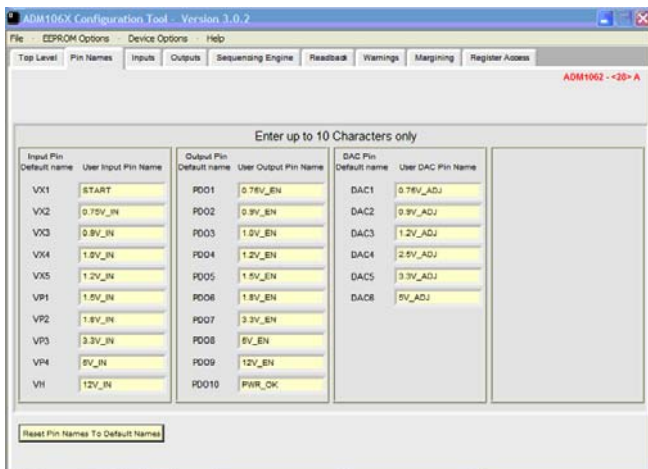 ADM106X Configuration Tool - Version 3.0.2
File EEPROM Options Device Options Help
Top Level Pin Names Inputs Outputs Sequencing Engine Readback Warnings Margining Register Access
ADM1062 - <28> A
Enter up to 10 Characters only
Input Pin Default name User Input Pin Name
VX1 START
VX2 0.75V_IN
VX3 0.9V_IN
VX4 1.0V_IN
VX5 1.2V_IN
VP1 1.5V_IN
VP2 1.8V_IN
VP3 3.3V_IN
VP4 5V_IN
VH 12V_IN
Output Pin Default name User Output Pin Name
PDO1 0.75V_EN
PDO2 0.9V_EN
PDO3 1.0V_EN
PDO4 1.2V_EN
PDO5 1.5V_EN
PDO6 1.8V_EN
PDO7 3.3V_EN
PDO8 5V_EN
PDO9 12V_EN
PDO10 PWR_OK
DAC Pin Default name User DAC Pin Name
DAC1 0.75V_ADJ
DAC2 0.9V_ADJ
DAC3 1.2V_ADJ
DAC4 2.5V_ADJ
DAC5 3.3V_ADJ
DAC6 5V_ADJ
Reset Pin Names To Default Names